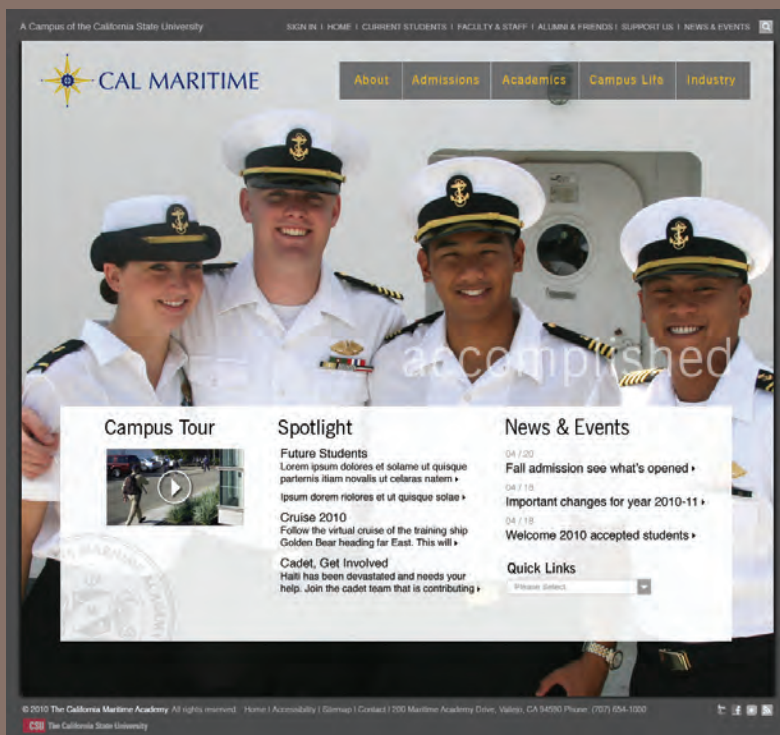 A Campus of the California State University
SIGN IN | HOME | CURRENT STUDENTS | FACULTY & STAFF | ALUMNI & FRIENDS | SUPPORT US | NEWS & EVENTS
CAL MARITIME
About Admissions Academics Campus Life Industry
accomplished
Campus Tour
Spotlight
Future Students
Lorem ipsum dolores et solame ut quisque
parternis itiam novalis ut celaras natem
Ipsum dorem riolores et ut quisque solae
Cruise 2010
Follow the virtual cruise of the training ship
Golden Bear heading far East. This will
Cadet, Get Involved
Haiti has been devastated and needs your
help. Join the cadet team that is contributing
News & Events
04 / 20
Fall admission see what's opened
04 / 18
Important changes for year 2010-11
04 / 18
Welcome 2010 accepted students
Quick Links
Please Select
MARITIME ACADEMY
© 2010 The California Maritime Academy. All rights reserved. Home | Accessibility | Sitemap | Contact | 200 Maritime Academy Drive, Vallejo, CA 94590 Phone: (707) 654-1000
CSU The California State University